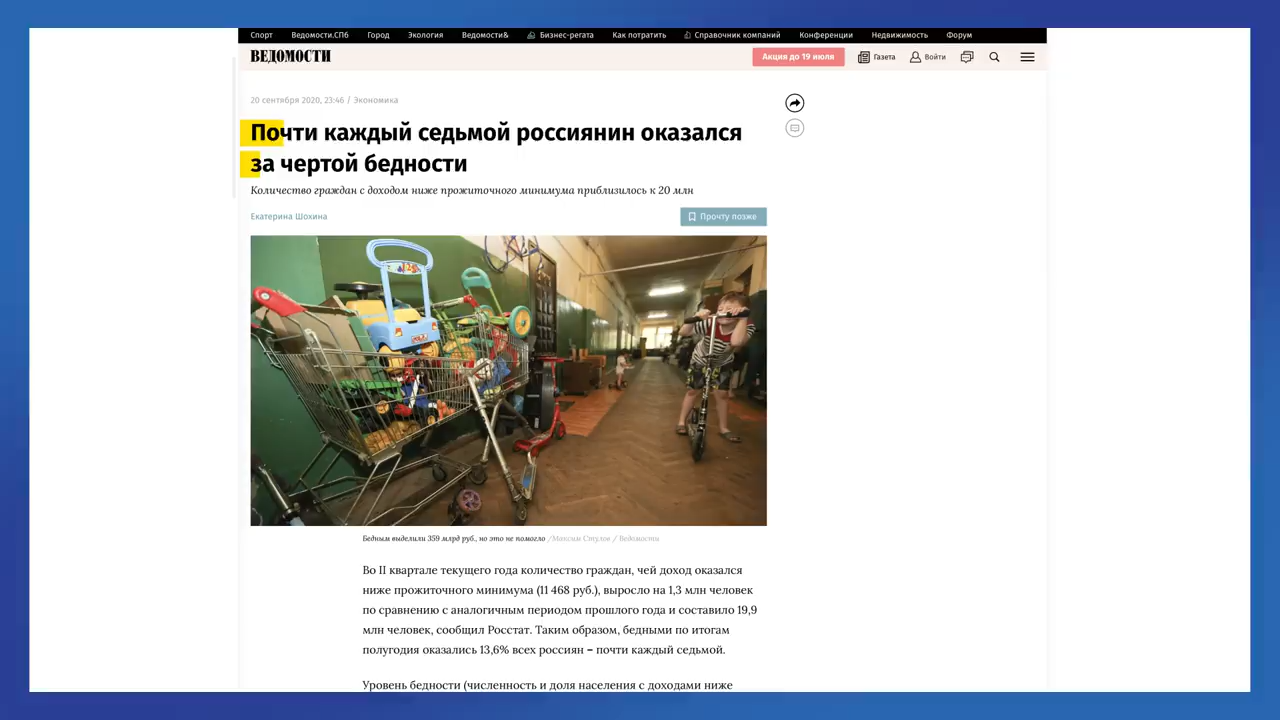 Спорт Ведомости.СПб Город Экология Ведомости& Бизнес-регата Как потратить Справочник компаний Конференции Недвижимость Форум
ВЕДОМОСТИ Акция до 19 июля Газета Войти
20 сентября 2020, 23:46 / Экономика
Почти каждый седьмой россиянин оказался
за чертой бедности
Количество граждан с доходом ниже прожиточного минимума приблизилось к 20 млн
Екатерина Шохина Прочту позже
Бедным выделили 359 млрд руб., но это не помогло /Максим Стулов / Ведомости
Во II квартале текущего года количество граждан, чей доход оказался
ниже прожиточного минимума (11 468 руб.), выросло на 1,3 млн человек
по сравнению с аналогичным периодом прошлого года и составило 19,9
млн человек, сообщил Росстат. Таким образом, бедными по итогам
полугодия оказались 13,6% всех россиян – почти каждый седьмой.
Уровень бедности (численность и доля населения с доходами ниже